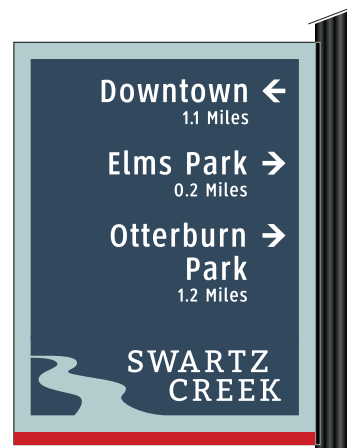 Downtown ←
1.1 Miles
Elms Park →
0.2 Miles
Otterburn →
Park
1.2 Miles
SWARTZ
CREEK